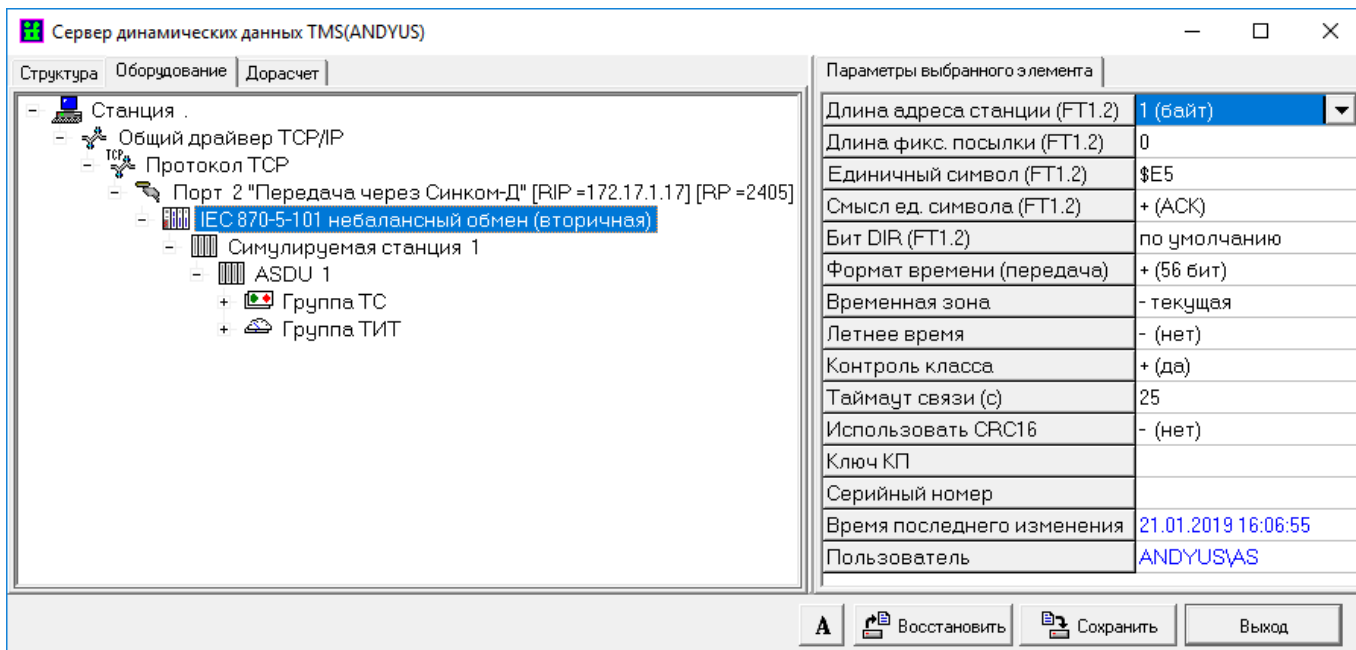 Сервер динамических данных TMS(ANDYUS)
Структура Оборудование Дорасчет
Станция .
Общий драйвер TCP/IP
TCP Протокол TCP
Порт 2 "Передача через Синком-Д" [RIP =172.17.1.17] [RP =2405]
IEC 870-5-101 небалансный обмен (вторичная)
Симулируемая станция 1
ASDU 1
Группа ТС
Группа ТИТ
Параметры выбранного элемента
Длина адреса станции (FT1.2) 1 (байт)
Длина фикс. посылки (FT1.2) 0
Единичный символ (FT1.2) $E5
Смысл ед. символа (FT1.2) + (ACK)
Бит DIR (FT1.2) по умолчанию
Формат времени (передача) + (56 бит)
Временная зона - текущая
Летнее время - (нет)
Контроль класса + (да)
Таймаут связи (с) 25
Использовать CRC16 - (нет)
Ключ КП
Серийный номер
Время последнего изменения 21.01.2019 16:06:55
Пользователь ANDYUS\AS
A Восстановить Сохранить Выход